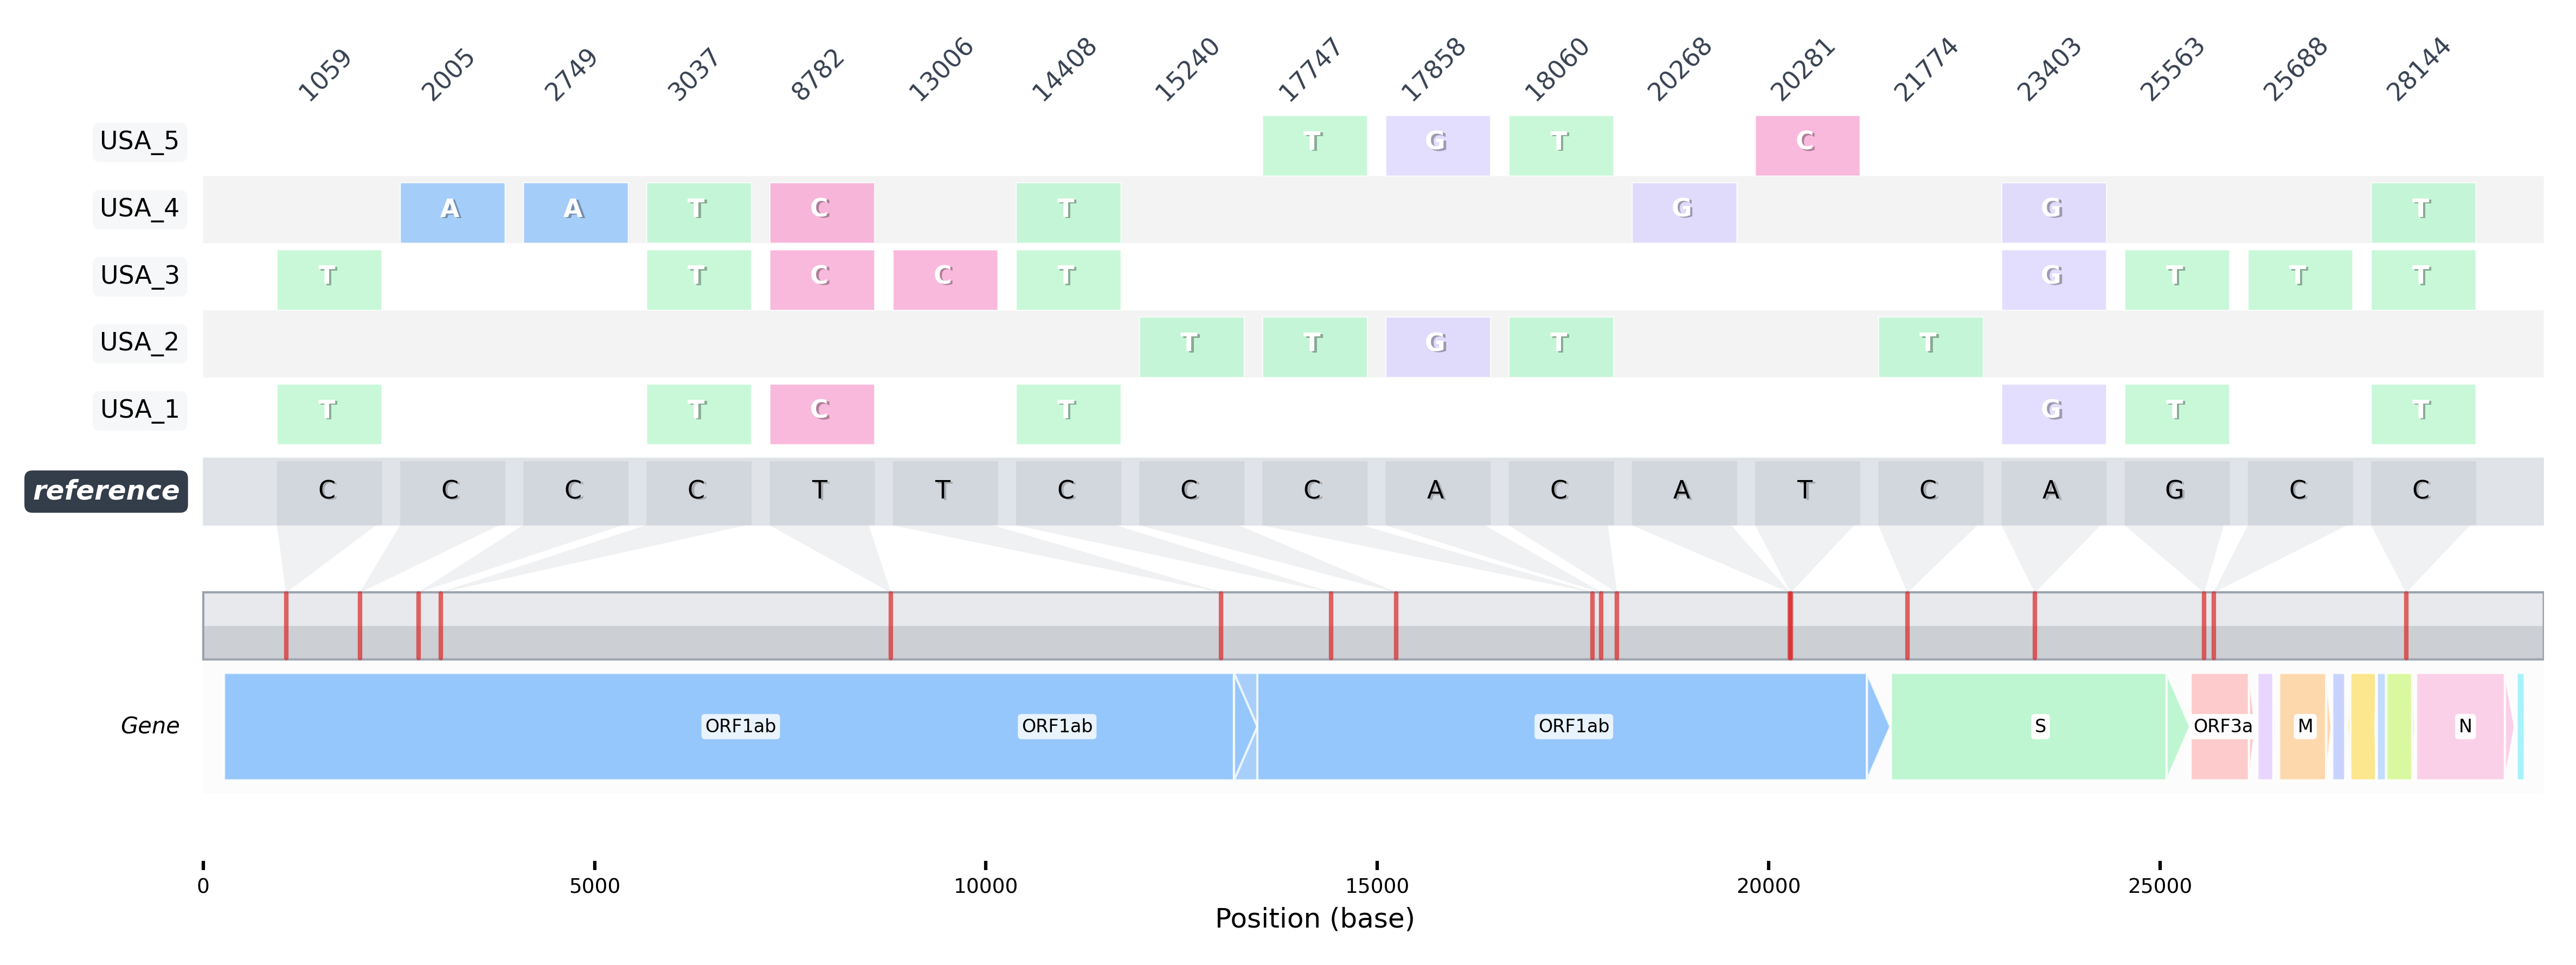 1059 2005 2749 3037 8782 13006 14408 15240 17747 17858 18060 20268 20281 21774 23403 25563 25688 28144
USA_5 T G T C
USA_4 A A T C T G G T
USA_3 T T C C T G T T T
USA_2 T T G T T
USA_1 T T C T G T T
reference C C C C T T C C C A C A T C A G C C
Gene ORF1ab ORF1ab ORF1ab S ORF3a M N
0 5000 10000 15000 20000 25000
Position (base)